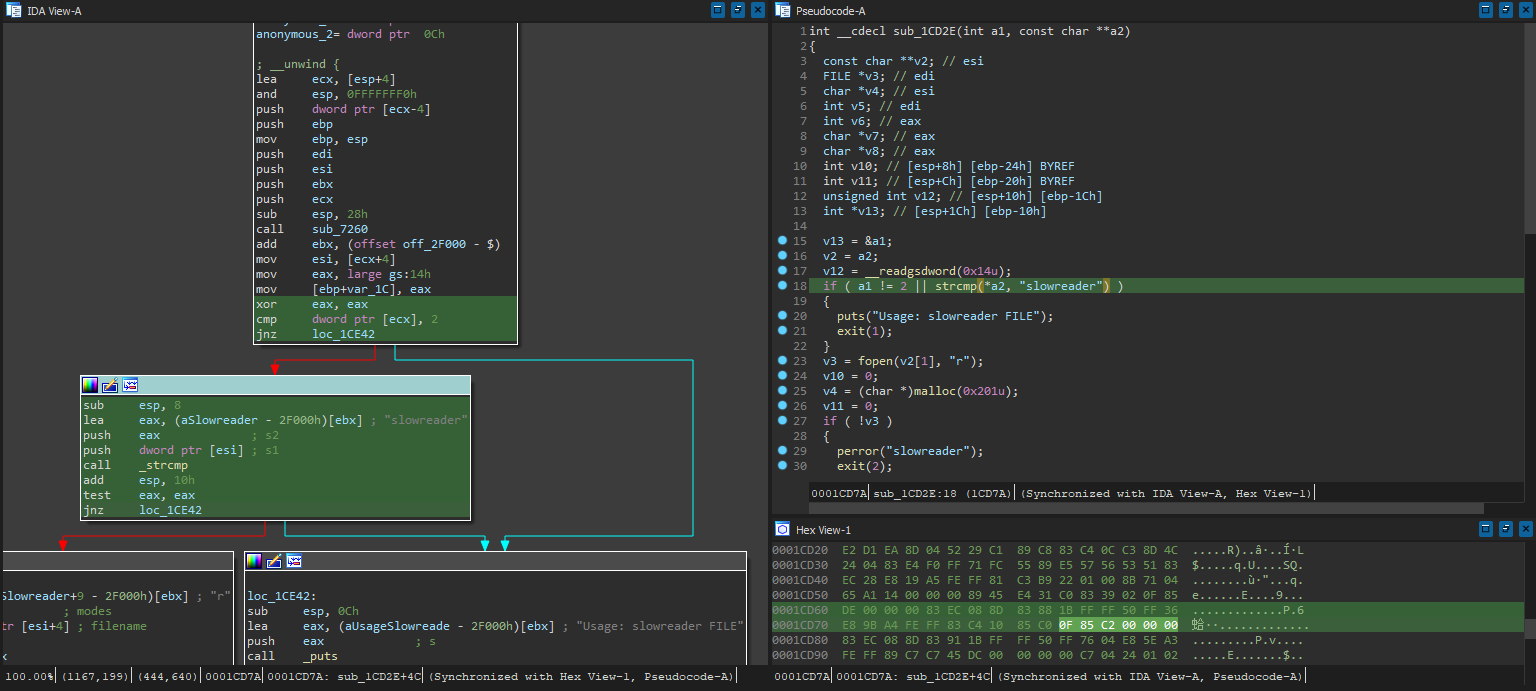 IDA View-A
anonymous_2= dword ptr  0Ch
; __unwind {
lea     ecx, [esp+4]
and     esp, 0FFFFFFF0h
push    dword ptr [ecx-4]
push    ebp
mov     ebp, esp
push    edi
push    esi
push    ebx
push    ecx
sub     esp, 28h
call    sub_7260
add     ebx, (offset off_2F000 - $)
mov     esi, [ecx+4]
mov     eax, large gs:14h
mov     [ebp+var_1C], eax
xor     eax, eax
cmp     dword ptr [ecx], 2
jnz     loc_1CE42
sub     esp, 8
lea     eax, (aSlowreader - 2F000h)[ebx] ; "slowreader"
push    eax             ; s2
push    dword ptr [esi] ; s1
call    _strcmp
add     esp, 10h
test    eax, eax
jnz     loc_1CE42
Slowreader+9 - 2F000h)[ebx] ; "r"
; modes
tr [esi+4] ; filename
x
loc_1CE42:
sub     esp, 0Ch
lea     eax, (aUsageSlowreade - 2F000h)[ebx] ; "Usage: slowreader FILE"
push    eax             ; s
call    _puts
100.00% (1167,199) (444,640) 0001CD7A 0001CD7A: sub_1CD2E+4C (Synchronized with Hex View-1, Pseudocode-A)
Pseudocode-A
1 int __cdecl sub_1CD2E(int a1, const char **a2)
2 {
3   const char **v2; // esi
4   FILE *v3; // edi
5   char *v4; // esi
6   int v5; // edi
7   int v6; // eax
8   char *v7; // eax
9   char *v8; // eax
10   int v10; // [esp+8h] [ebp-24h] BYREF
11   int v11; // [esp+Ch] [ebp-20h] BYREF
12   unsigned int v12; // [esp+10h] [ebp-1Ch]
13   int *v13; // [esp+1Ch] [ebp-10h]
14
15   v13 = &a1;
16   v2 = a2;
17   v12 = __readgsdword(0x14u);
18   if ( a1 != 2 || strcmp(*a2, "slowreader") )
19   {
20     puts("Usage: slowreader FILE");
21     exit(1);
22   }
23   v3 = fopen(v2[1], "r");
24   v10 = 0;
25   v4 = (char *)malloc(0x201u);
26   v11 = 0;
27   if ( !v3 )
28   {
29     perror("slowreader");
30     exit(2);
0001CD7A sub_1CD2E:18 (1CD7A) (Synchronized with IDA View-A, Hex View-1)
Hex View-1
0001CD20  E2 D1 EA 8D 04 52 29 C1  89 C8 83 C4 0C C3 8D 4C  .....R)..â·..Í·L
0001CD30  24 04 83 E4 F0 FF 71 FC  55 89 E5 57 56 53 51 83  $.....q.U....SQ.
0001CD40  EC 28 E8 19 A5 FE FF 81  C3 B9 22 01 00 8B 71 04  ........ù·"...q.
0001CD50  65 A1 14 00 00 00 89 45  E4 31 C0 83 39 02 0F 85  e......E....9...
0001CD60  DE 00 00 00 83 EC 08 8D  83 88 1B FF FF 50 FF 36  .............P.6
0001CD70  E8 9B A4 FE FF 83 C4 10  85 C0 0F 85 C2 00 00 00
0001CD80  83 EC 08 8D 83 91 1B FF  FF 50 FF 76 04 E8 5E A3  .........P.v....
0001CD90  FE FF 89 C7 C7 45 DC 00  00 00 00 C7 04 24 01 02  .....E.......$..
0001CD7A 0001CD7A: sub_1CD2E+4C (Synchronized with IDA View-A, Pseudocode-A)